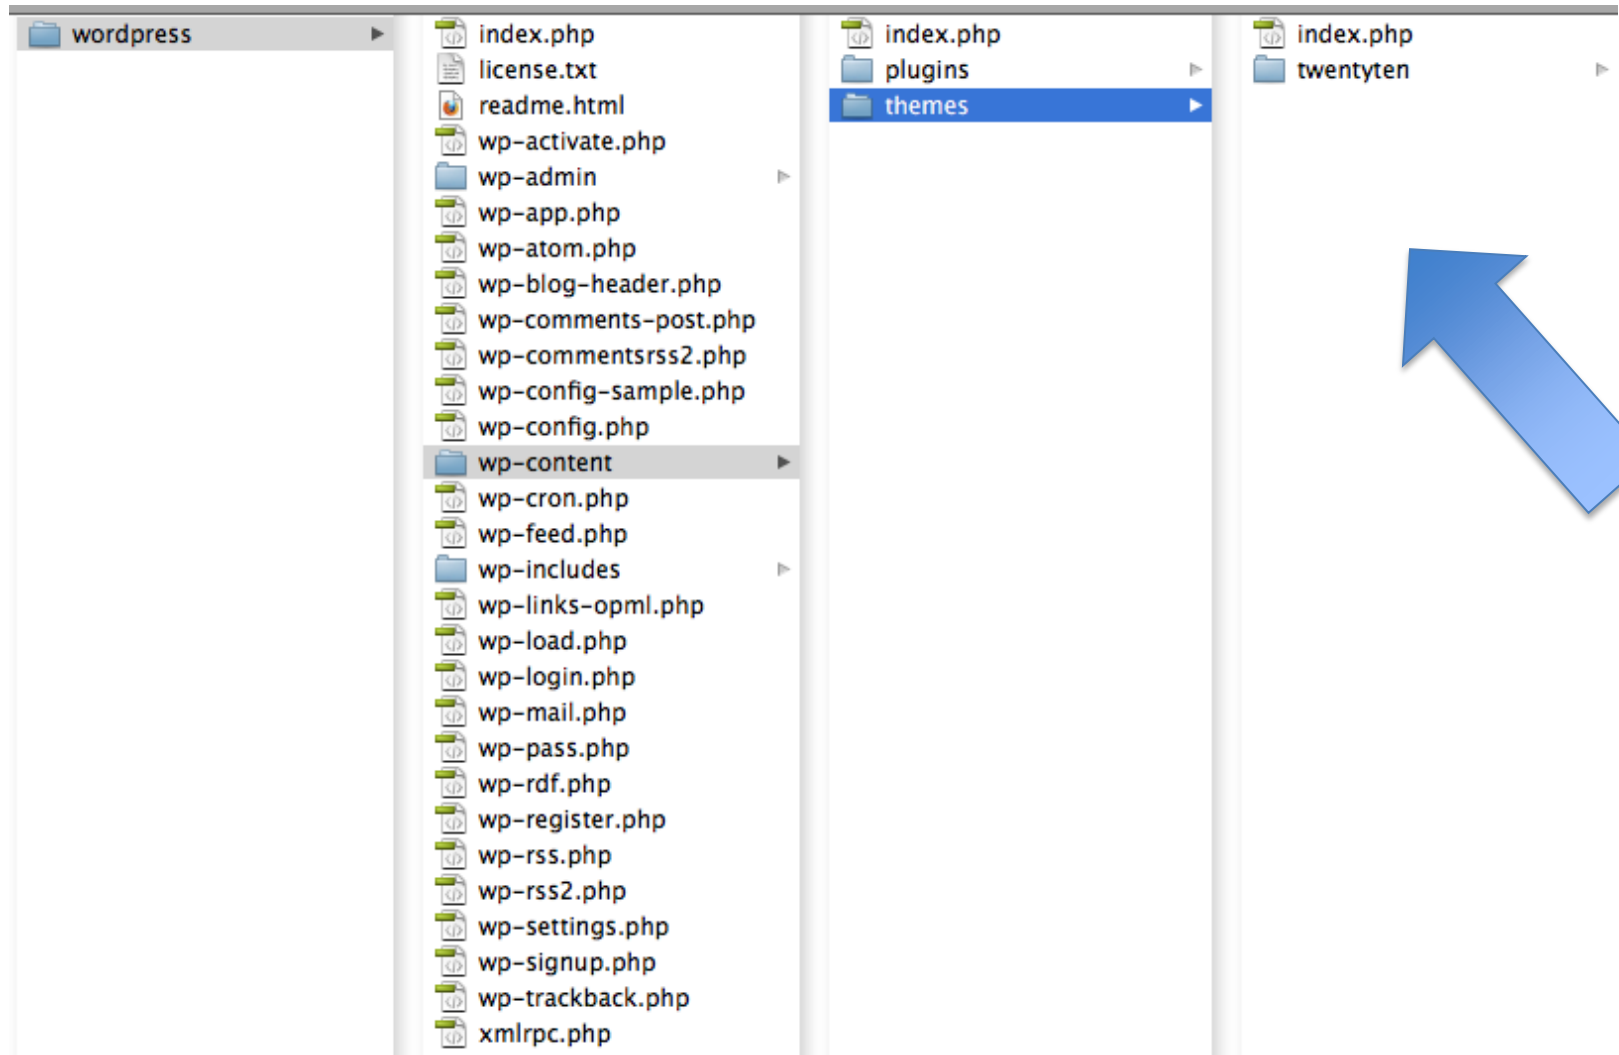 wordpress
index.php
license.txt
readme.html
wp-activate.php
wp-admin
wp-app.php
wp-atom.php
wp-blog-header.php
wp-comments-post.php
wp-commentsrss2.php
wp-config-sample.php
wp-config.php
wp-content
wp-cron.php
wp-feed.php
wp-includes
wp-links-opml.php
wp-load.php
wp-login.php
wp-mail.php
wp-pass.php
wp-rdf.php
wp-register.php
wp-rss.php
wp-rss2.php
wp-settings.php
wp-signup.php
wp-trackback.php
xmlrpc.php
index.php
plugins
themes
index.php
twentyten